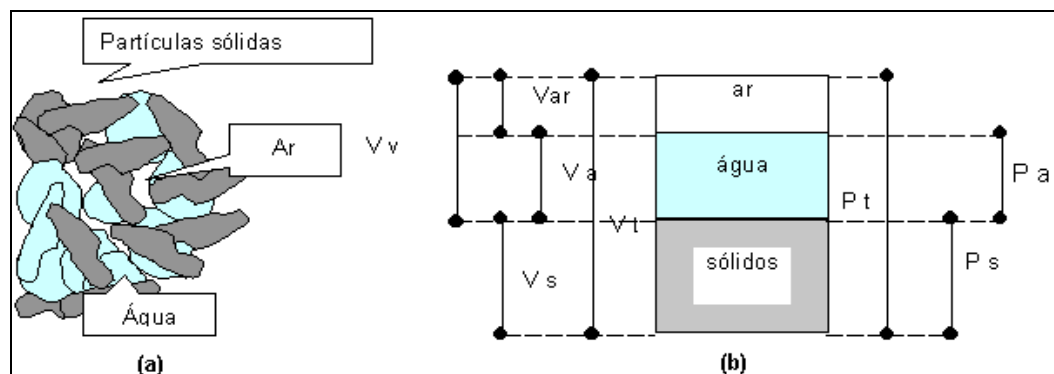 Partículas sólidas
Ar
Água
(a)
V v
Var
V a
V t
V s
ar
água
sólidos
P t
P a
P s
(b)